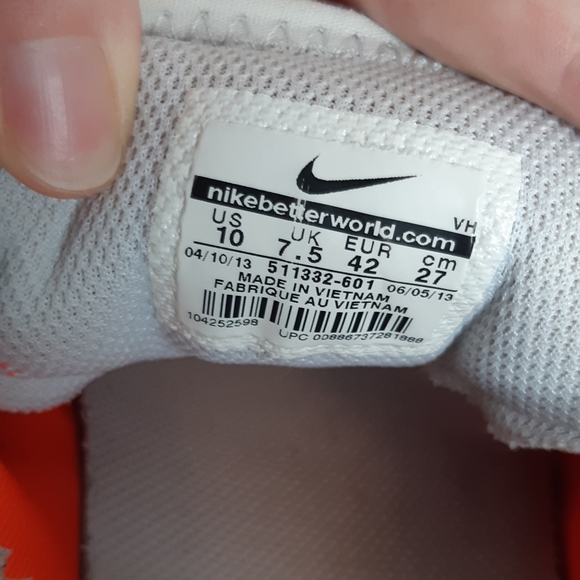 nikebetterworld.com
VH
US UK EUR cm
10 7.5 42 27
04/10/13 511332-601 06/05/13
MADE IN VIETNAM
FABRIQUE AU VIETNAM
104252598 UPC 00886737281888